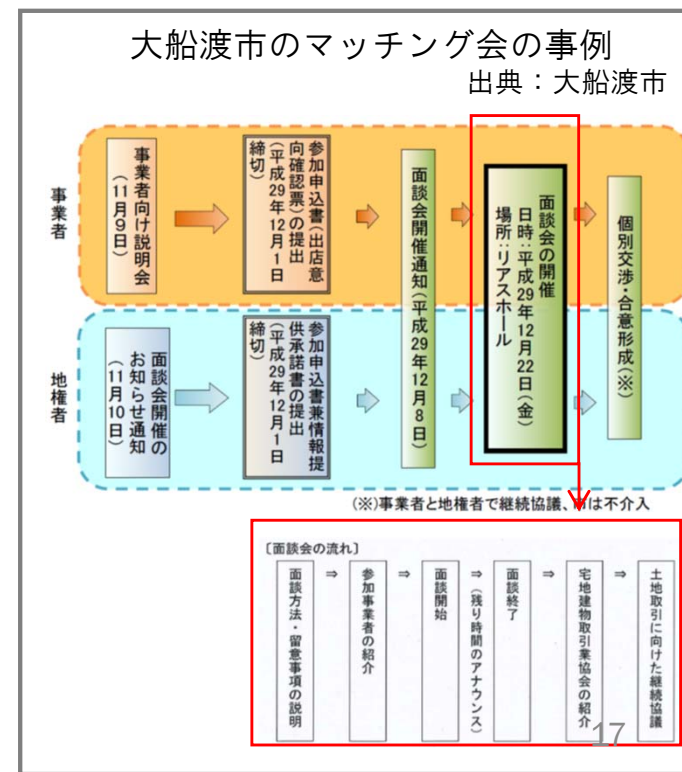 大船渡市のマッチング会の事例
出典：大船渡市
事業者
事業者向け説明会
（11月9日）
参加申込書（出店意
向確認票）の提出
（平成29年12月1日
締切）
面談会開催通知（平成29年12月8日）
面談会の開催
日時：平成29年12月22日（金）
場所：リアスホール
個別交渉・合意形成（※）
地権者
面談会開催の
お知らせ通知
（11月10日）
参加申込書兼情報提
供承諾書の提出
（平成29年12月1日
締切）
(※)事業者と地権者で継続協議、市は不介入
〔面談会の流れ〕
面談方法・留意事項の説明
⇒
参加事業者の紹介
⇒
面談開始
⇒（残り時間のアナウンス）
面談終了
⇒
宅地建物取引業協会の紹介
⇒
土地取引に向けた継続協議
17